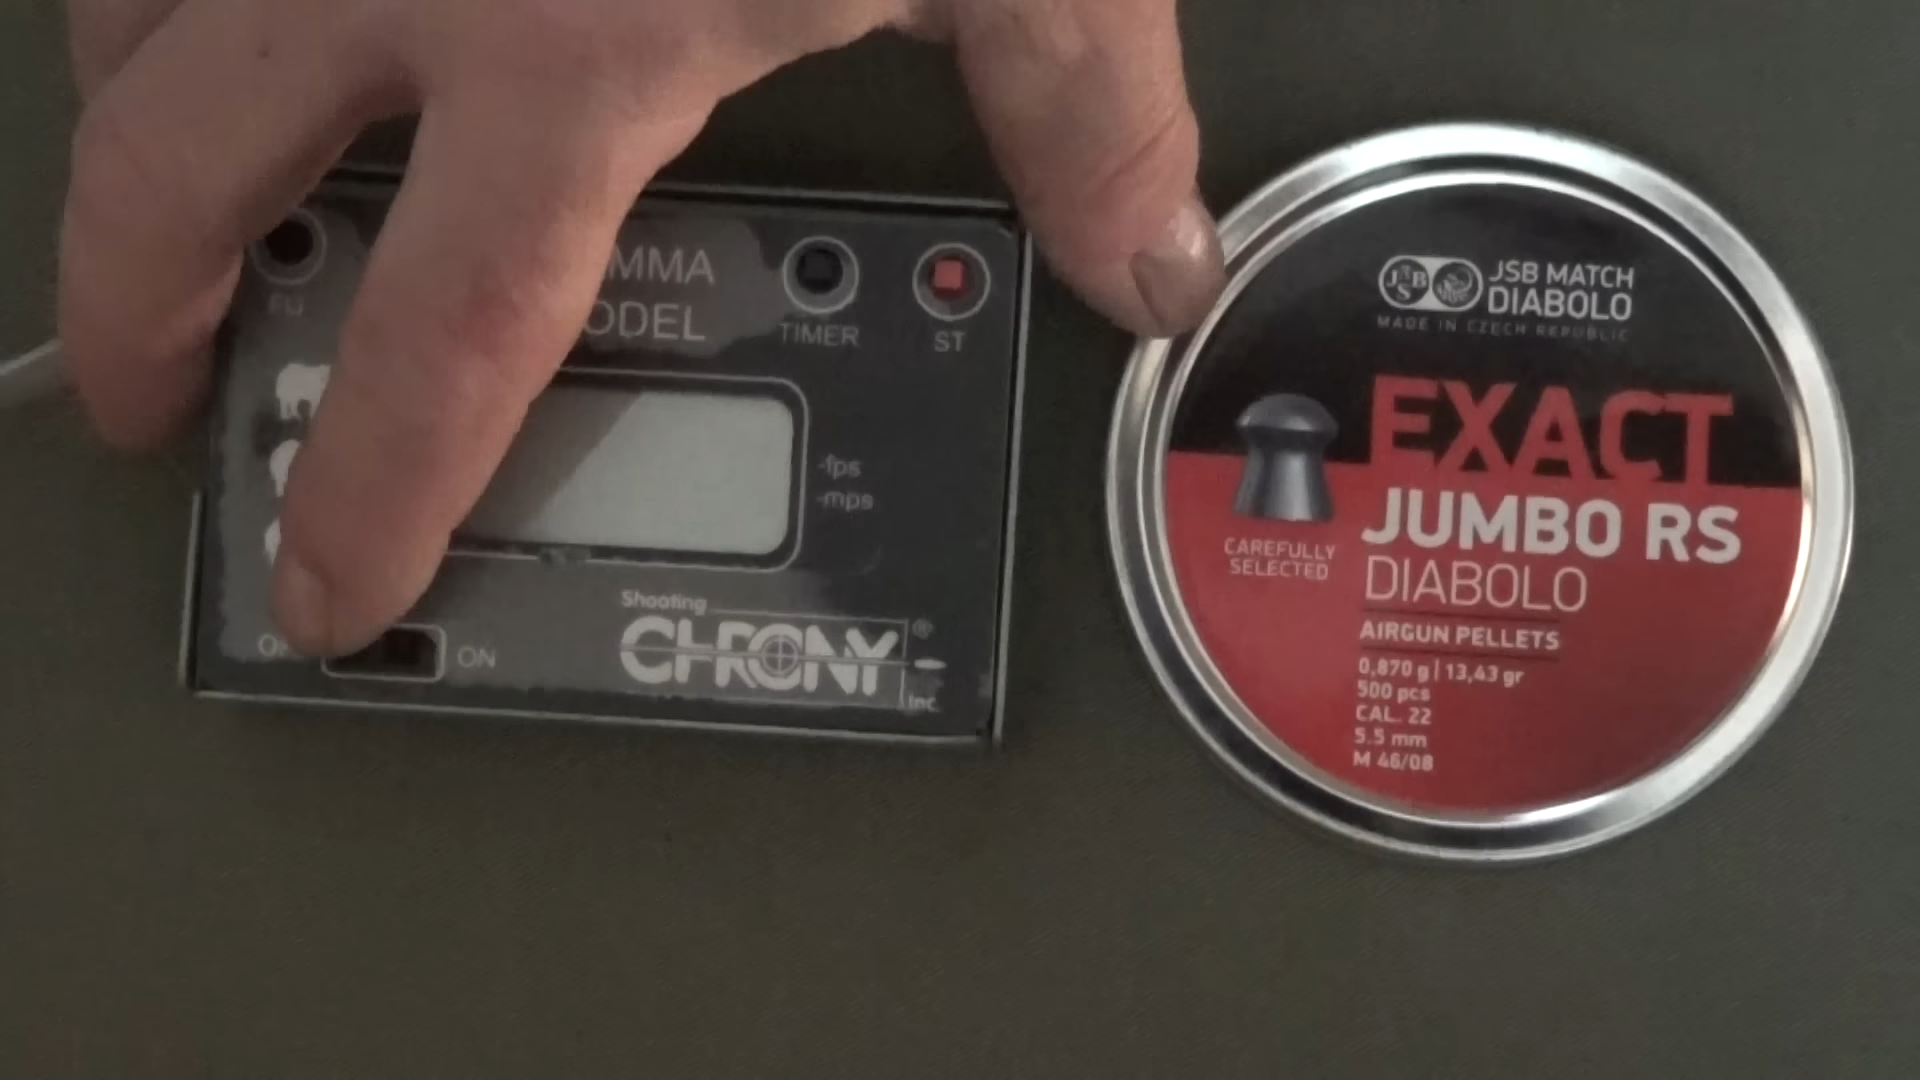 FU
MMA
ODEL
TIMER
ST
-fps
-mps
ON
Shooting
CHRONY®
Inc.
JSB
JSB MATCH
DIABOLO
MADE IN CZECH REPUBLIC
EXACT
JUMBO RS
DIABOLO
CAREFULLY
SELECTED
AIRGUN PELLETS
0,870 g | 13,43 gr
500 pcs
CAL. 22
5.5 mm
M 46/08